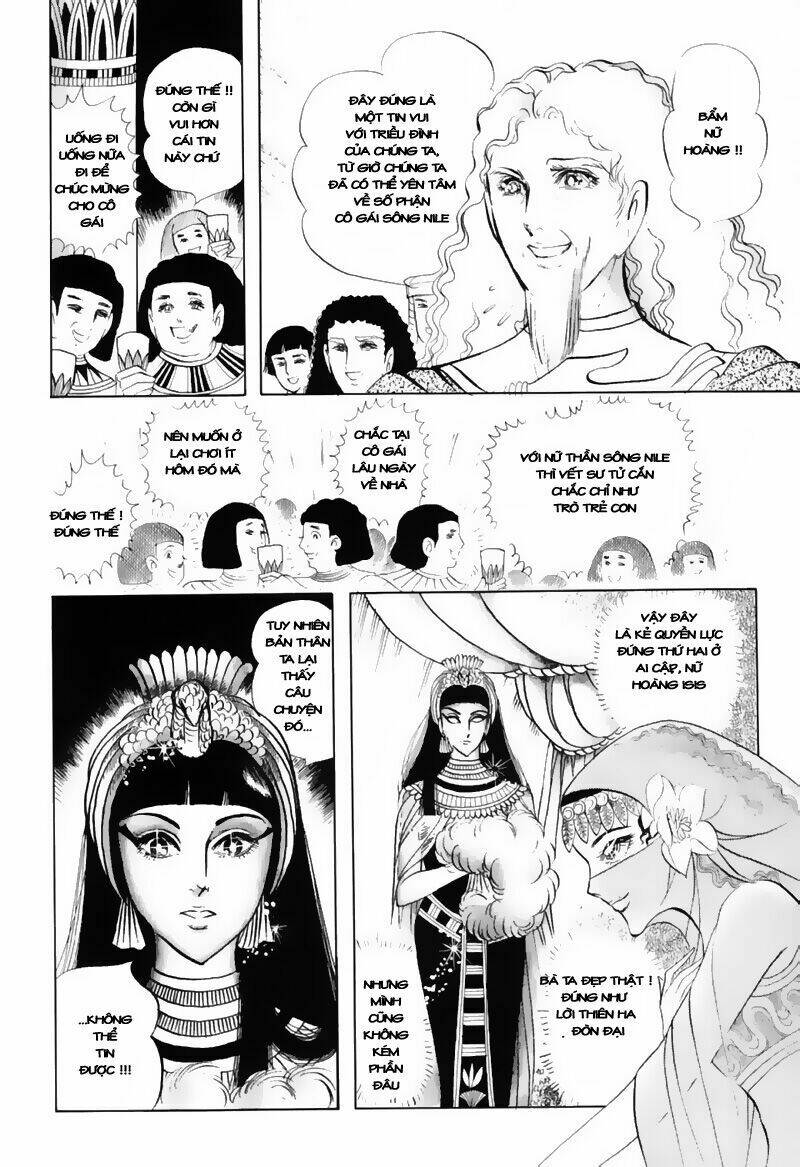 BẨM
NỮ
HOÀNG !!
ĐÂY ĐÚNG LÀ
MỘT TIN VUI
VỚI TRIỀU ĐÌNH
CỦA CHÚNG TA,
TỪ GIỜ CHÚNG TA
ĐÃ CÓ THỂ YÊN TÂM
VỀ SỐ PHẬN
CÔ GÁI SÔNG NILE
ĐÚNG THẾ !!
CÒN GÌ
VUI HƠN
CÁI TIN
NÀY CHỨ
UỐNG ĐI
UỐNG NỮA
ĐI ĐỂ
CHÚC MỪNG
CHO CÔ
GÁI
VỚI NỮ THẦN SÔNG NILE
THÌ VẾT SƯ TỬ CẮN
CHẮC CHỈ NHƯ
TRÒ TRẺ CON
CHẮC TẠI
CÔ GÁI
LÂU NGÀY
VỀ NHÀ
NÊN MUỐN Ở
LẠI CHƠI ÍT
HÔM ĐÓ MÀ
ĐÚNG THẾ !
ĐÚNG THẾ
VẬY ĐÂY
LÀ KẺ QUYỀN LỰC
ĐỨNG THỨ HAI Ở
AI CẬP, NỮ
HOÀNG ISIS
BÀ TA ĐẸP THẬT !
ĐÚNG NHƯ
LỜI THIÊN HẠ
ĐỒN ĐẠI
NHƯNG
MÌNH
CŨNG
KHÔNG
KÉM
PHẦN
ĐÂU
TUY NHIÊN
BẢN THÂN
TA LẠI
THẤY
CÂU
CHUYỆN
ĐÓ...
...KHÔNG
THỂ
TIN
ĐƯỢC !!!